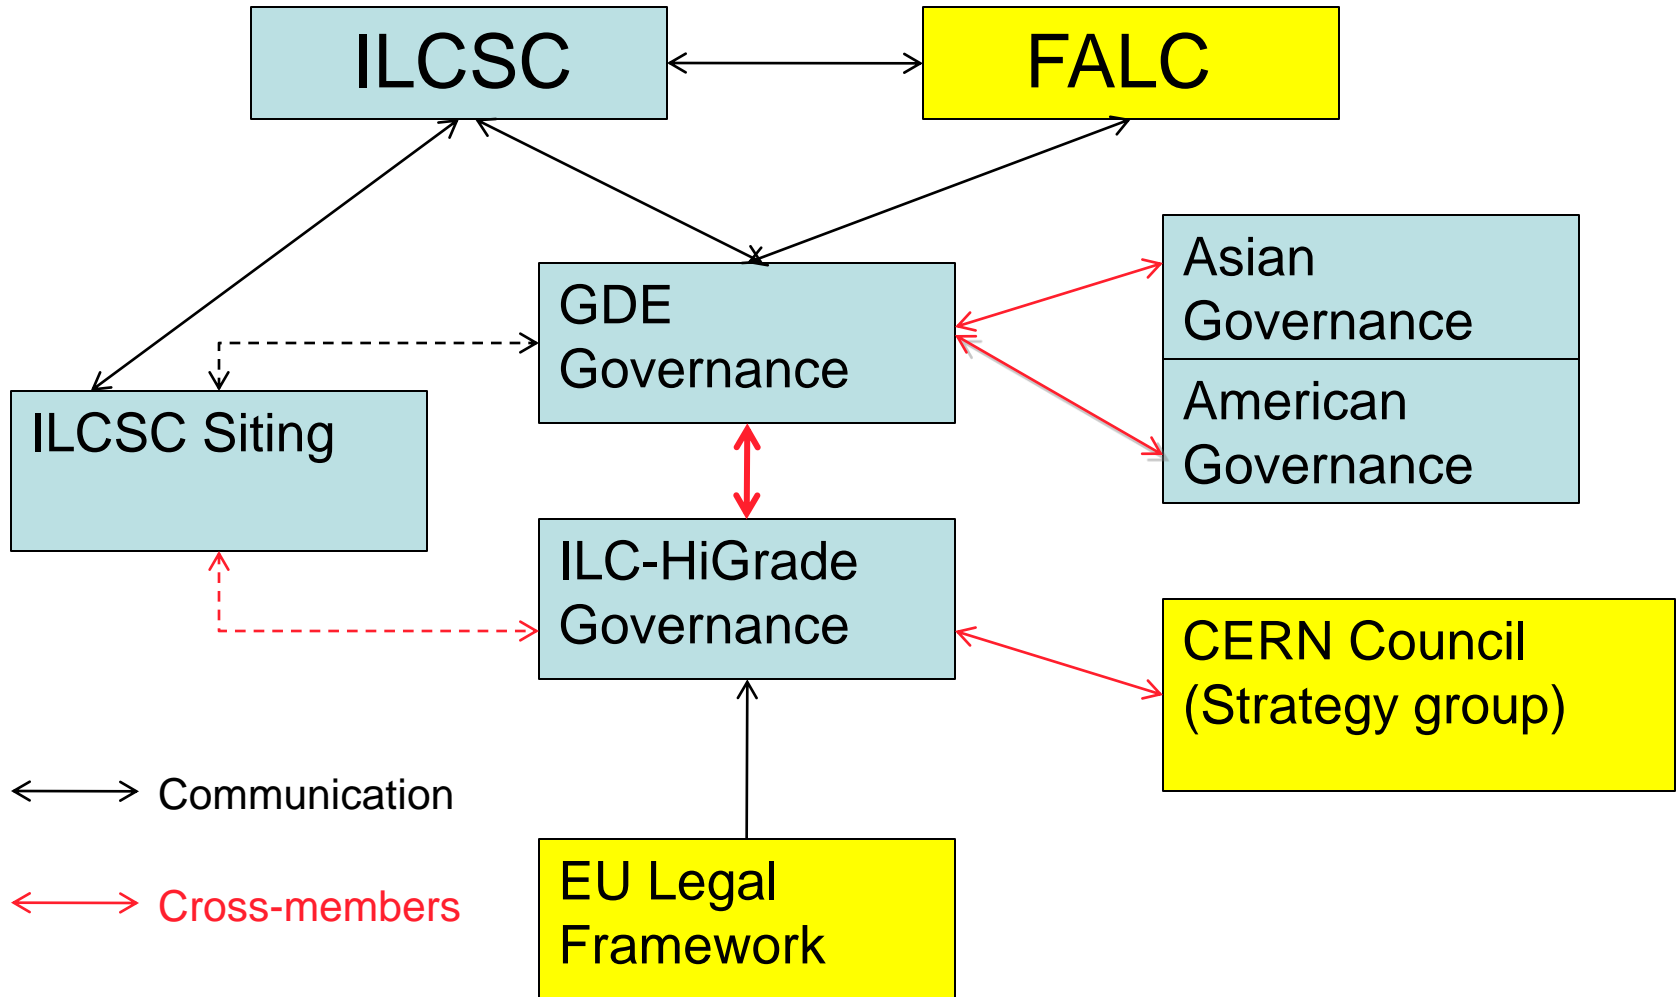 ILCSC
FALC
GDE
Governance
Asian
Governance
American
Governance
ILCSC Siting
ILC-HiGrade
Governance
CERN Council
(Strategy group)
Communication
Cross-members
EU Legal
Framework